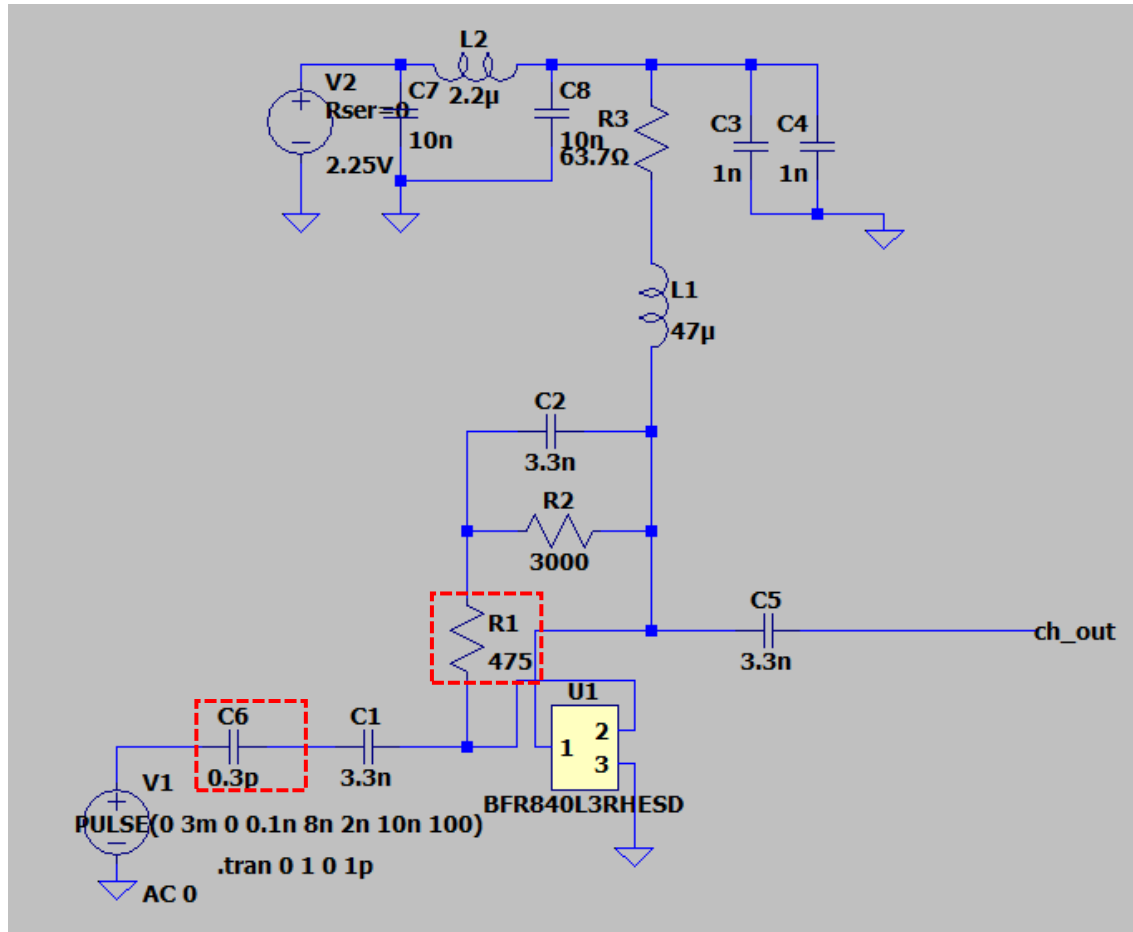 L2
V2
C7
2.2µ
C8
Rser=0
R3
C3
C4
10n
10n
63.7Ω
2.25V
1n
1n
L1
47µ
C2
3.3n
R2
3000
R1
475
C5
ch_out
3.3n
U1
C6
C1
2
1
3
0.3p
3.3n
V1
BFR840L3RHESD
PULSE(0 3m 0 0.1n 8n 2n 10n 100)
.tran 0 1 0 1p
AC 0